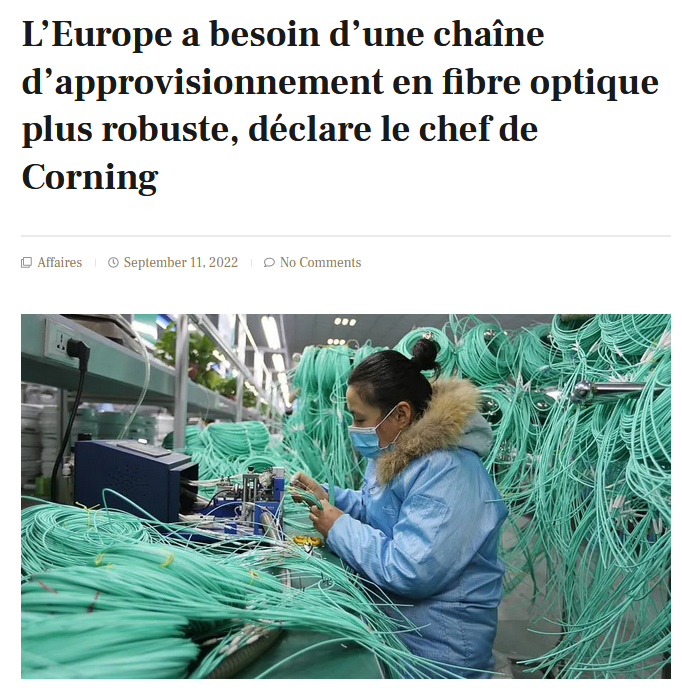 L’Europe a besoin d’une chaîne
d’approvisionnement en fibre optique
plus robuste, déclare le chef de
Corning
Affaires
September 11, 2022
No Comments